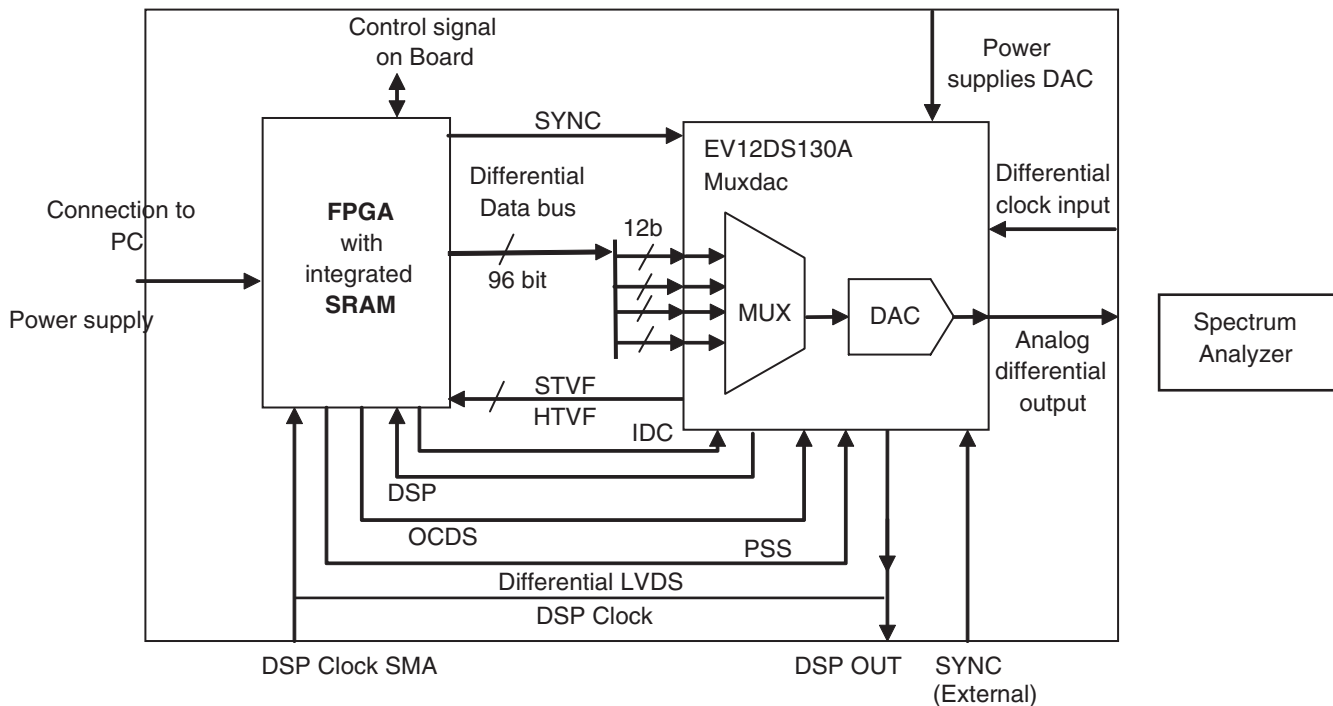 Control signal
on Board
Power
supplies DAC
SYNC
EV12DS130A
Muxdac
Differential
Data bus
Differential
clock input
Connection to
PC
FPGA
with
integrated
SRAM
12b
96 bit
MUX
DAC
Power supply
Analog
differential
output
Spectrum
Analyzer
STVF
HTVF
IDC
DSP
OCDS
PSS
Differential LVDS
DSP Clock
DSP Clock SMA
DSP OUT
SYNC
(External)